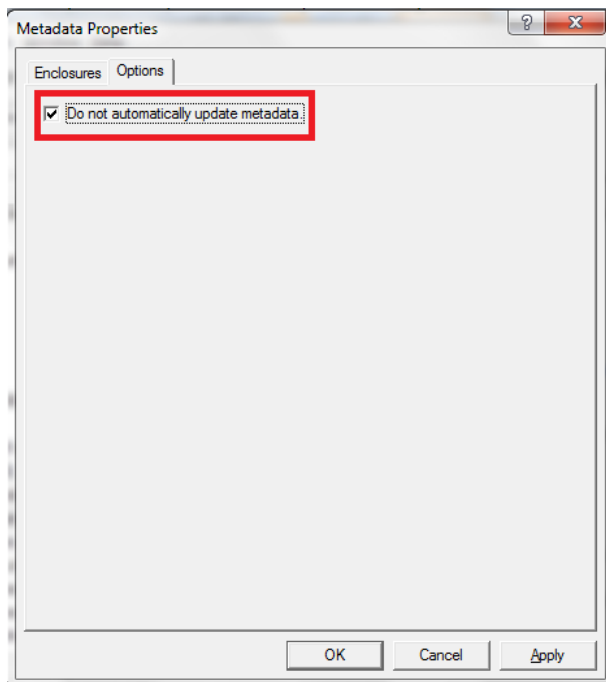 Metadata Properties
Enclosures Options
Do not automatically update metadata.
OK Cancel Apply